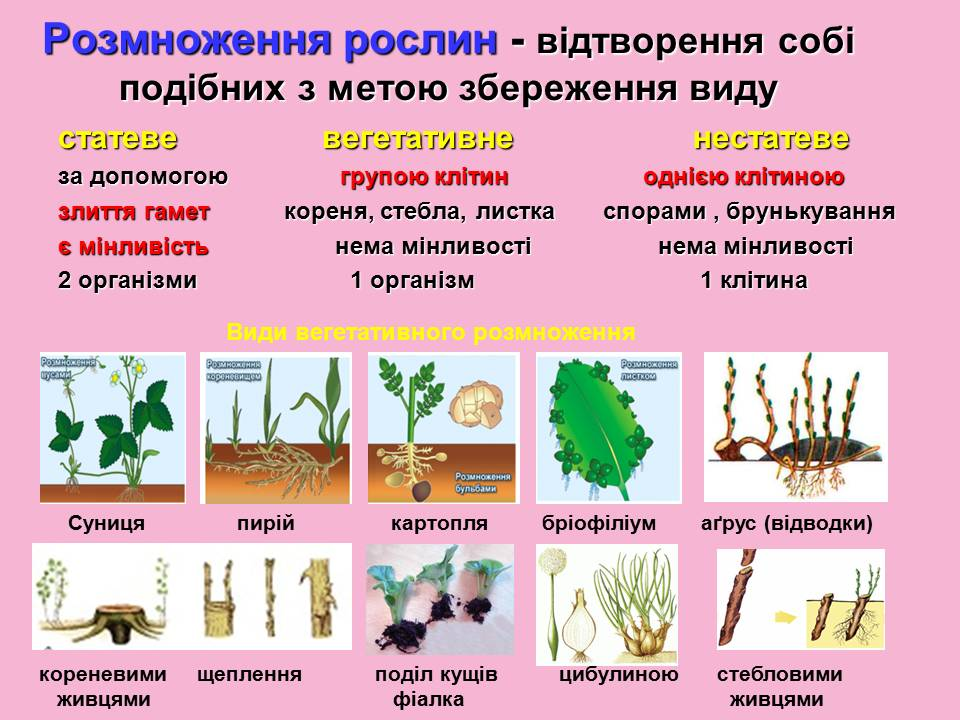 Розмноження рослин - відтворення собі
подібних з метою збереження виду
статеве вегетативне нестатеве
за допомогою групою клітин однією клітиною
злиття гамет кореня, стебла, листка спорами , брунькування
є мінливість нема мінливості нема мінливості
2 організми 1 організм 1 клітина
Види вегетативного розмноження
Розмноження
вусами
Розмноження
кореневищем
Розмноження
бульбами
Розмноження
листком
Суниця пирій картопля бріофіліум аґрус (відводки)
кореневими щеплення поділ кущів цибулиною стебловими
живцями фіалка живцями